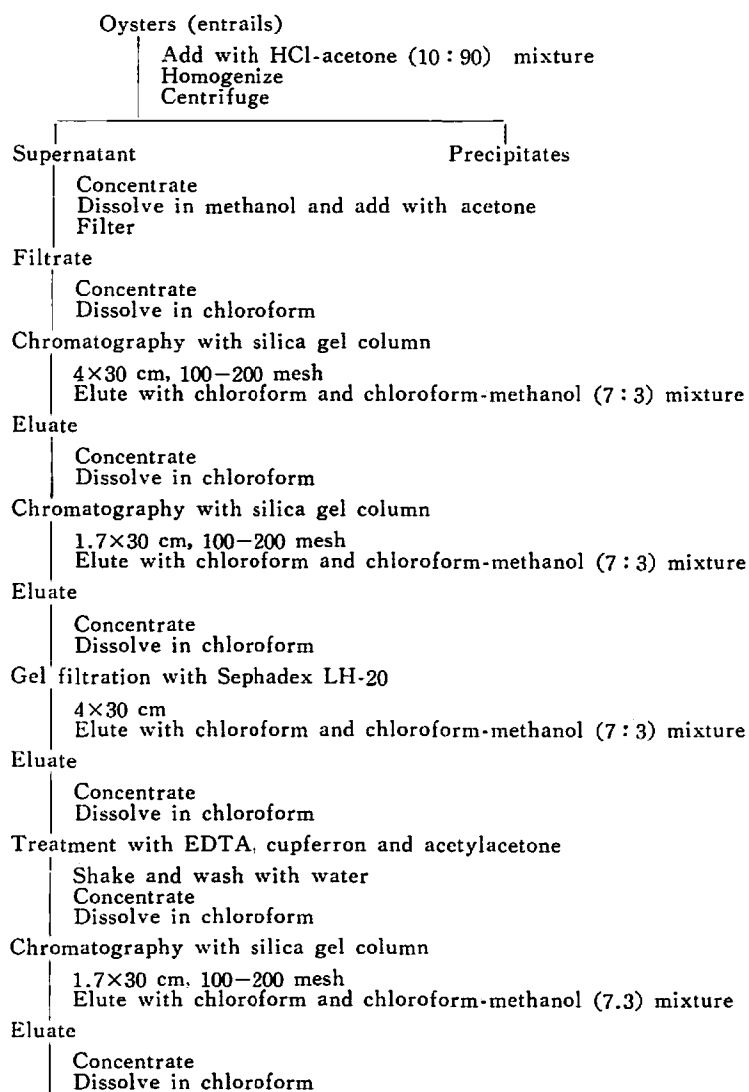 Oysters (entrails)
Add with HCl-acetone (10 : 90) mixture
Homogenize
Centrifuge
Supernatant Precipitates
Concentrate
Dissolve in methanol and add with acetone
Filter
Filtrate
Concentrate
Dissolve in chloroform
Chromatography with silica gel column
4×30 cm, 100−200 mesh
Elute with chloroform and chloroform-methanol (7 : 3) mixture
Eluate
Concentrate
Dissolve in chloroform
Chromatography with silica gel column
1.7×30 cm, 100−200 mesh
Elute with chloroform and chloroform-methanol (7 : 3) mixture
Eluate
Concentrate
Dissolve in chloroform
Gel filtration with Sephadex LH-20
4×30 cm
Elute with chloroform and chloroform-methanol (7 : 3) mixture
Eluate
Concentrate
Dissolve in chloroform
Treatment with EDTA, cupferron and acetylacetone
Shake and wash with water
Concentrate
Dissolve in chloroform
Chromatography with silica gel column
1.7×30 cm, 100−200 mesh
Elute with chloroform and chloroform-methanol (7.3) mixture
Eluate
Concentrate
Dissolve in chloroform